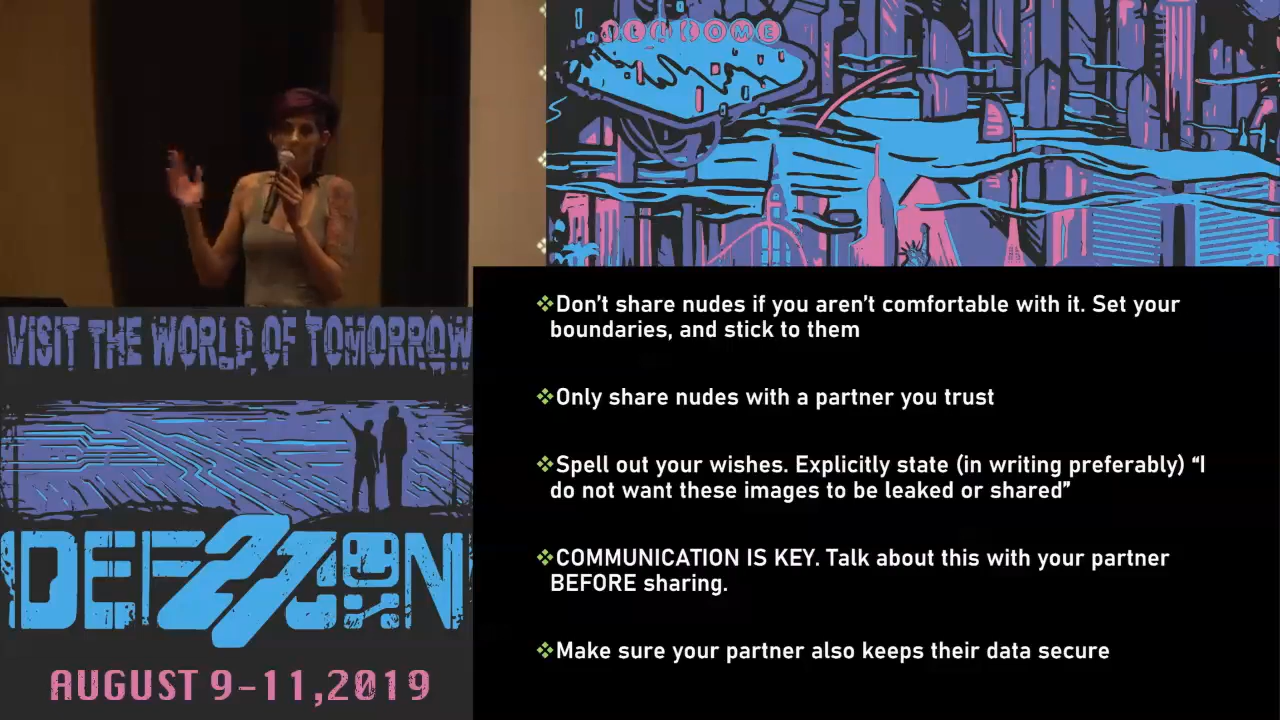 WELCOME
❖Don't share nudes if you aren't comfortable with it. Set your
boundaries, and stick to them
❖Only share nudes with a partner you trust
❖Spell out your wishes. Explicitly state (in writing preferably) “I
do not want these images to be leaked or shared”
❖COMMUNICATION IS KEY. Talk about this with your partner
BEFORE sharing.
❖Make sure your partner also keeps their data secure
VISIT THE WORLD OF TOMORROW
DEF 27 CON
AUGUST 9-11,2019